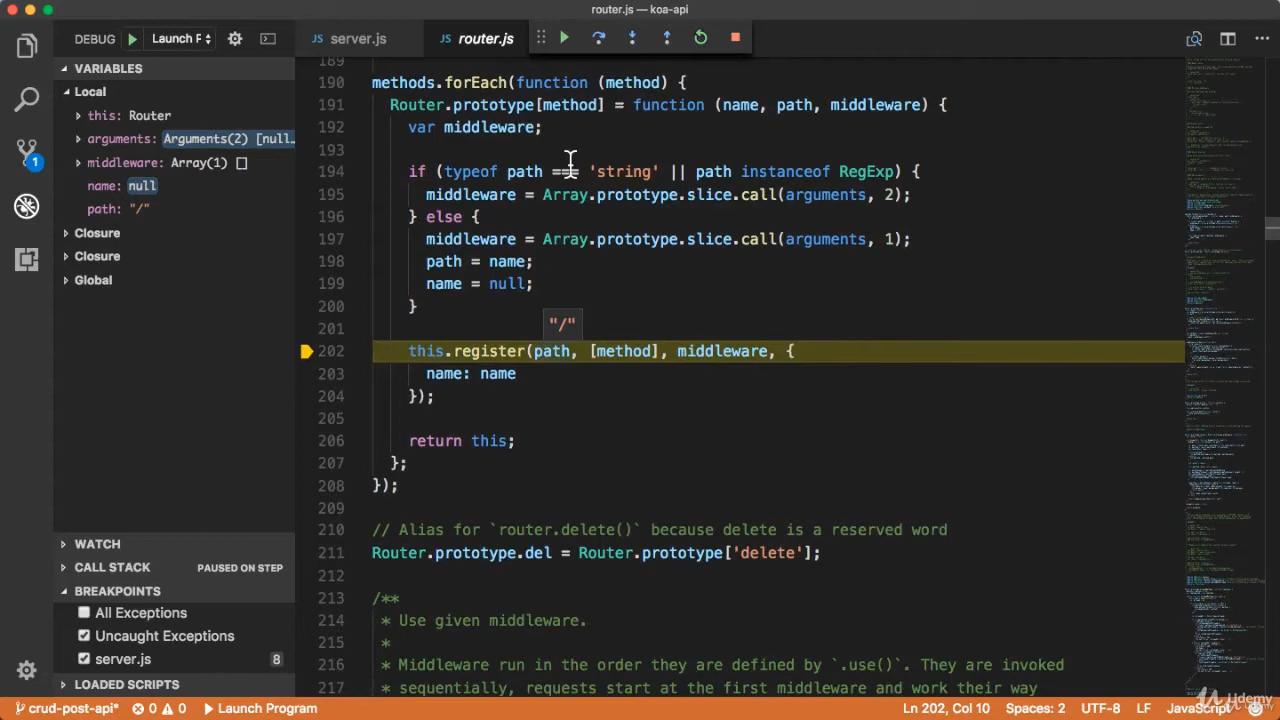 router.js — koa-api
DEBUG Launch F
JS server.js
JS router.js
VARIABLES
Local
this: Router
arguments: Arguments(2) [null…
middleware: Array(1) []
name: null
path: "/"
Closure
Closure
Global
WATCH
CALL STACK PAUSED ON STEP
BREAKPOINTS
All Exceptions
Uncaught Exceptions
server.js 8
LOADED SCRIPTS
1
189
190 methods.forEach(function (method) {
191 Router.prototype[method] = function (name, path, middleware) {
192 var middleware;
193
194 if (typeof path === 'string' || path instanceof RegExp) {
195 middleware = Array.prototype.slice.call(arguments, 2);
196 } else {
197 middleware = Array.prototype.slice.call(arguments, 1);
198 path = name;
199 name = null;
200 }
201
"/"
202 this.register(path, [method], middleware, {
203 name: name
204 });
205
206 return this;
207 };
208 });
209
210 // Alias for `router.delete()` because delete is a reserved word
211 Router.prototype.del = Router.prototype['delete'];
212
213 /**
214 * Use given middleware.
215 *
216 * Middleware run in the order they are defined by `.use()`. They are invoked
217 * sequentially, requests start at the first middleware and work their way
crud-post-api* 0 0 Launch Program Ln 202, Col 10 Spaces: 2 UTF-8 LF JavaScript
Udemy